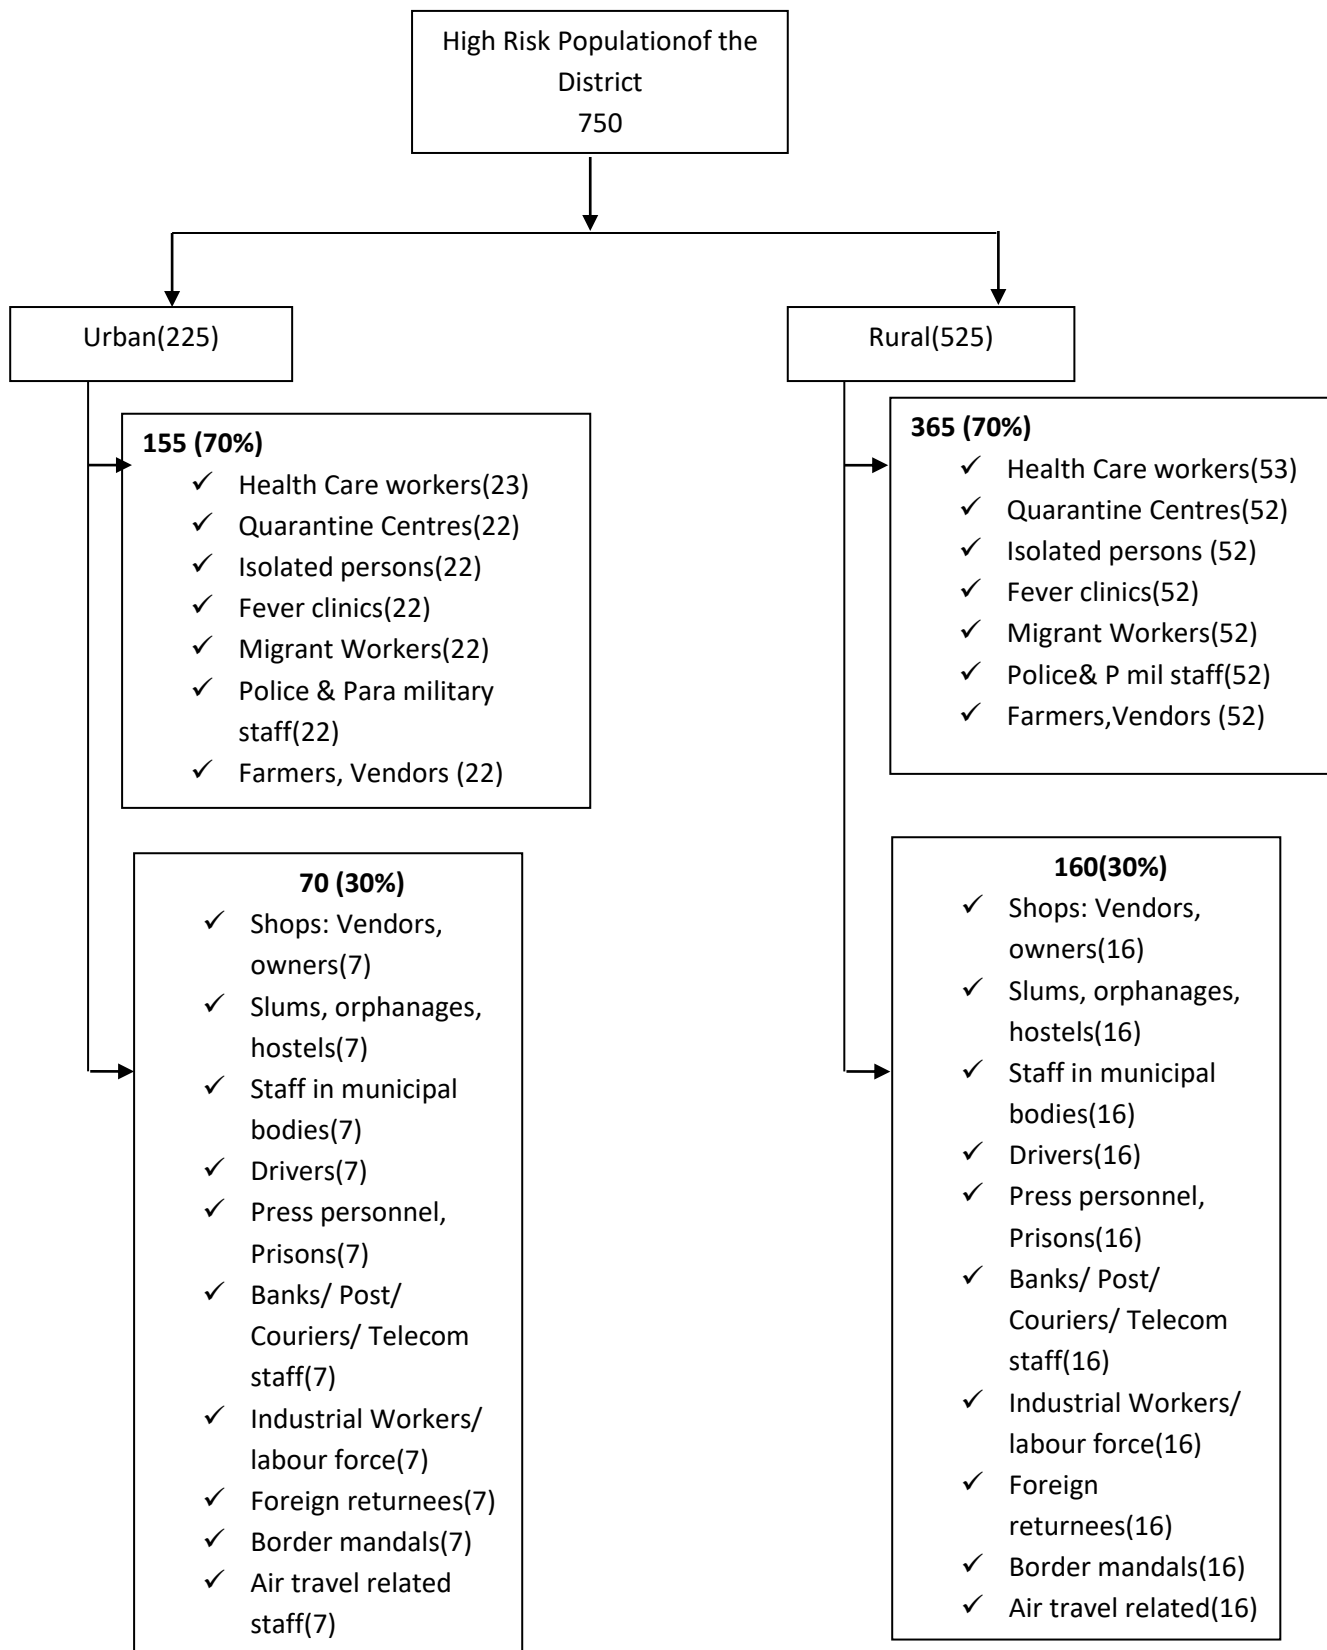 High Risk Populationof the
District
750
Urban(225)
Rural(525)
155 (70%)
✓ Health Care workers(23)
✓ Quarantine Centres(22)
✓ Isolated persons(22)
✓ Fever clinics(22)
✓ Migrant Workers(22)
✓ Police & Para military
staff(22)
✓ Farmers, Vendors (22)
365 (70%)
✓ Health Care workers(53)
✓ Quarantine Centres(52)
✓ Isolated persons (52)
✓ Fever clinics(52)
✓ Migrant Workers(52)
✓ Police& P mil staff(52)
✓ Farmers,Vendors (52)
70 (30%)
✓ Shops: Vendors,
owners(7)
✓ Slums, orphanages,
hostels(7)
✓ Staff in municipal
bodies(7)
✓ Drivers(7)
✓ Press personnel,
Prisons(7)
✓ Banks/ Post/
Couriers/ Telecom
staff(7)
✓ Industrial Workers/
labour force(7)
✓ Foreign returnees(7)
✓ Border mandals(7)
✓ Air travel related
staff(7)
160(30%)
✓ Shops: Vendors,
owners(16)
✓ Slums, orphanages,
hostels(16)
✓ Staff in municipal
bodies(16)
✓ Drivers(16)
✓ Press personnel,
Prisons(16)
✓ Banks/ Post/
Couriers/ Telecom
staff(16)
✓ Industrial Workers/
labour force(16)
✓ Foreign
returnees(16)
✓ Border mandals(16)
✓ Air travel related(16)